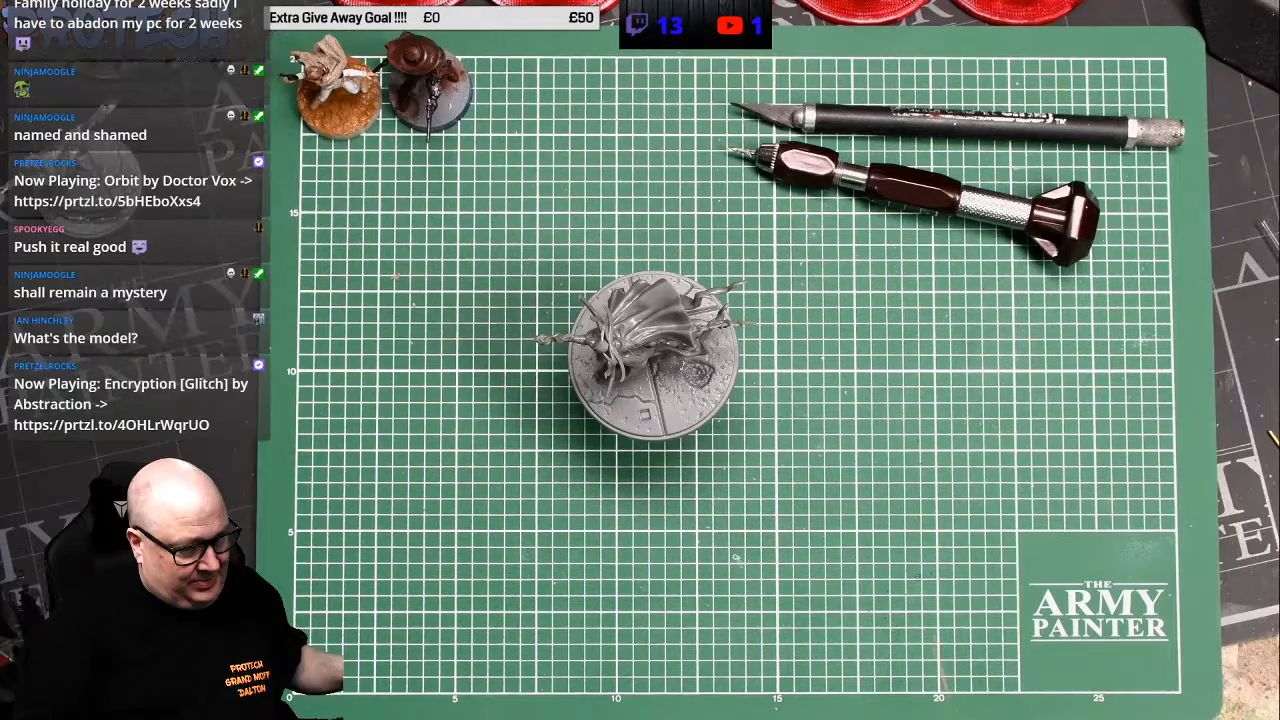 Family holiday for 2 weeks sadly I
have to abandom my pc for 2 weeks
NINJAMOOGLE
NINJAMOOGLE
named and shamed
PRETZELROCKS
Now Playing: Orbit by Doctor Vox ->
https://prtzl.to/5bHEboXxs4
SPOOKYEGG
Push it real good
NINJAMOOGLE
shall remain a mystery
IAN HINCHLEY
What's the model?
PRETZELROCKS
Now Playing: Encryption [Glitch] by
Abstraction ->
https://prtzl.to/4OHLrWqrUO
Extra Give Away Goal !!!! £0 £50
13 1
15
10
5
0 5 10 15 20 25
THE
ARMY
PAINTER
PROTECH
GRAND MOFF
DALTON